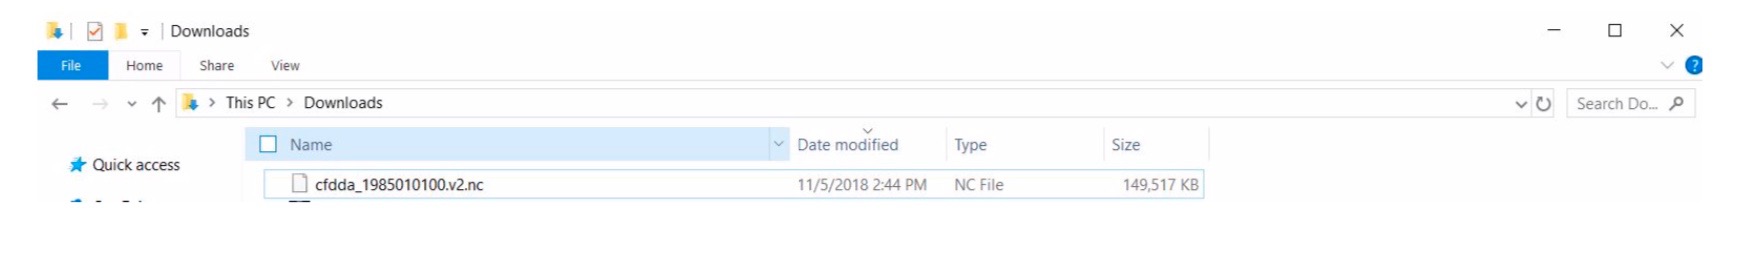 Downloads
File Home Share View ?
This PC > Downloads Search Do...
Name Date modified Type Size
Quick access
cfdda_1985010100.v2.nc 11/5/2018 2:44 PM NC File 149,517 KB